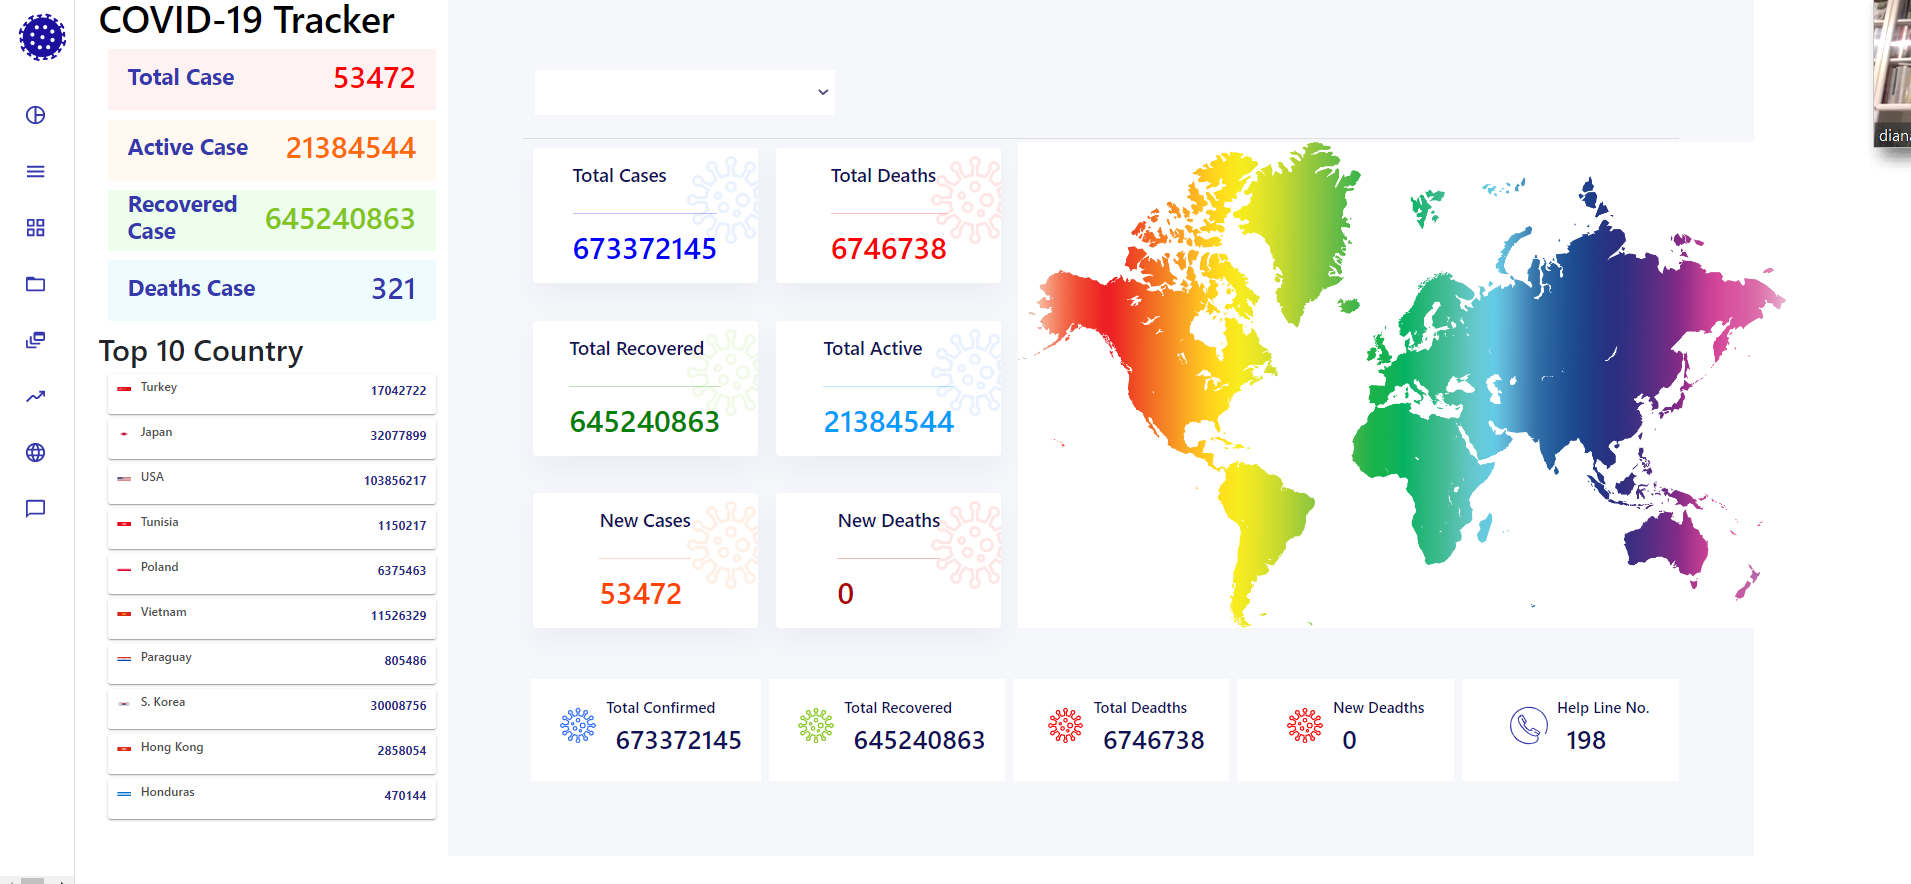 COVID-19 Tracker
Total Case 53472
Active Case 21384544
Recovered Case 645240863
Deaths Case 321
Top 10 Country
Turkey 17042722
Japan 32077899
USA 103856217
Tunisia 1150217
Poland 6375463
Vietnam 11526329
Paraguay 805486
S. Korea 30008756
Hong Kong 2858054
Honduras 470144
Total Cases
673372145
Total Deaths
6746738
Total Recovered
645240863
Total Active
21384544
New Cases
53472
New Deaths
0
Total Confirmed
673372145
Total Recovered
645240863
Total Deadths
6746738
New Deadths
0
Help Line No.
198